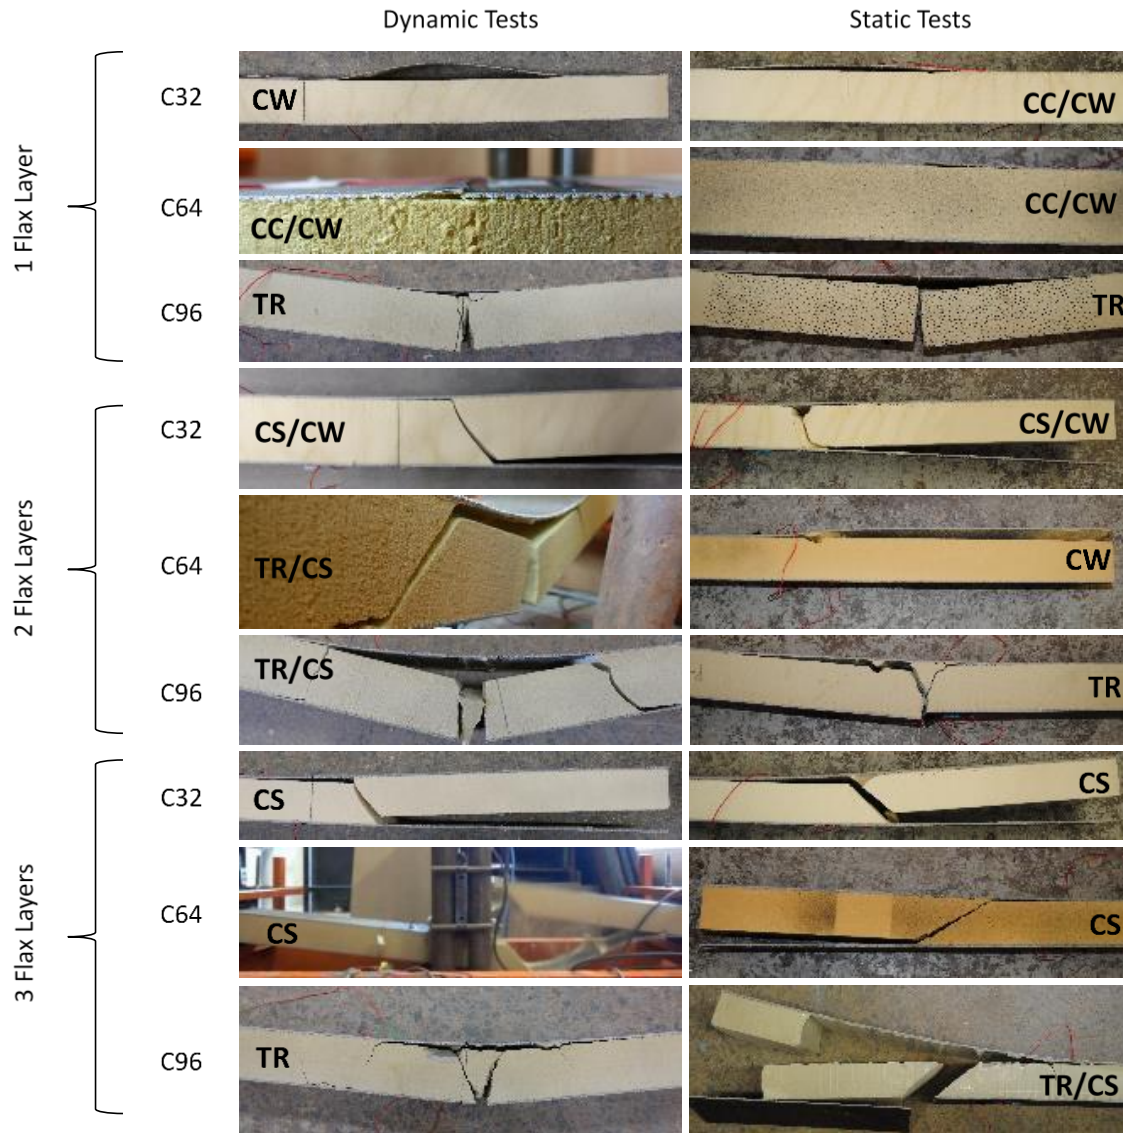 Dynamic Tests
Static Tests
1 Flax Layer
C32
CW
CC/CW
C64
CC/CW
CC/CW
C96
TR
TR
2 Flax Layers
C32
CS/CW
CS/CW
C64
TR/CS
CW
C96
TR/CS
TR
3 Flax Layers
C32
CS
CS
C64
CS
CS
C96
TR
TR/CS